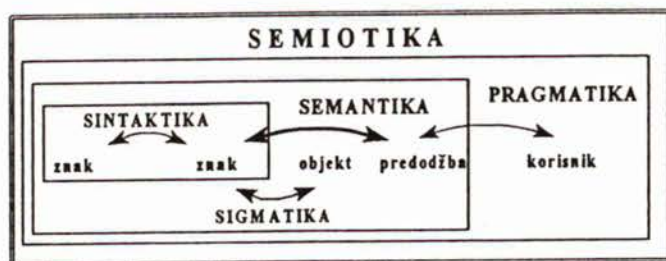 SEMIOTIKA
SEMANTIKA PRAGMATIKA
SINTAKTIKA
znak znak objekt predodžba korisnik
SIGMATIKA